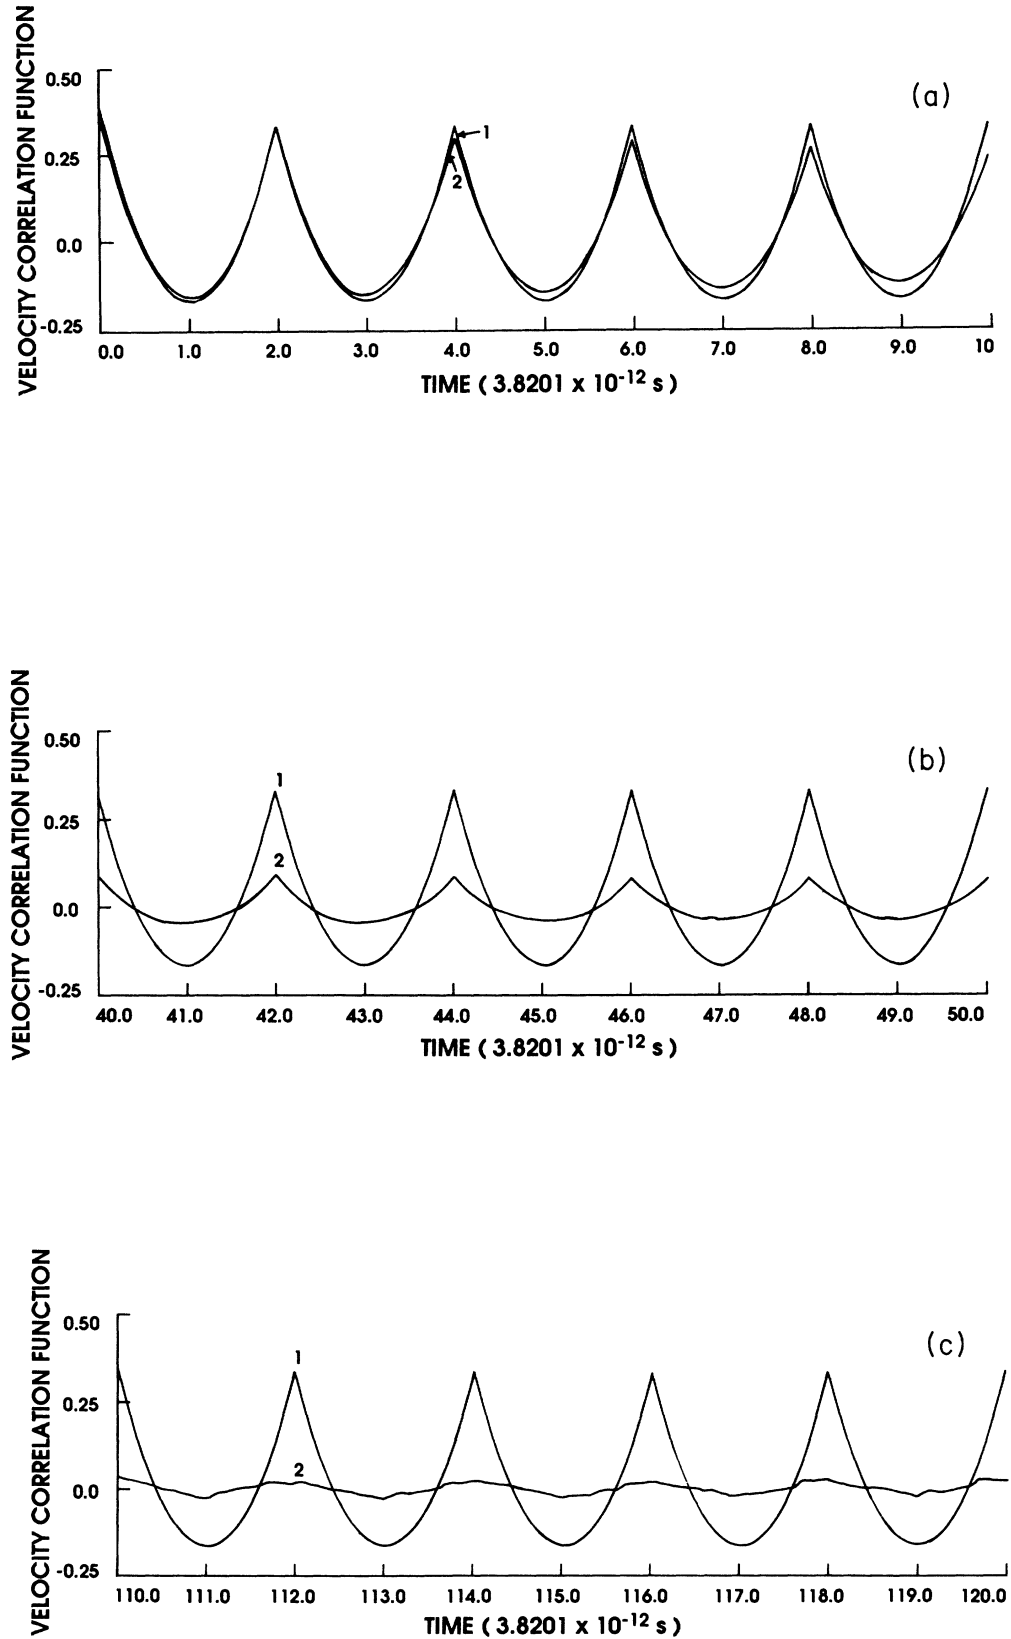 VELOCITY CORRELATION FUNCTION
0.50
0.25
0.0
-0.25
(a)
1
2
0.0 1.0 2.0 3.0 4.0 5.0 6.0 7.0 8.0 9.0 10
TIME ( 3.8201 x 10-12 s )
VELOCITY CORRELATION FUNCTION
0.50
0.25
0.0
-0.25
(b)
1
2
40.0 41.0 42.0 43.0 44.0 45.0 46.0 47.0 48.0 49.0 50.0
TIME ( 3.8201 x 10-12 s )
VELOCITY CORRELATION FUNCTION
0.50
0.25
0.0
-0.25
(c)
1
2
110.0 111.0 112.0 113.0 114.0 115.0 116.0 117.0 118.0 119.0 120.0
TIME ( 3.8201 x 10-12 s )